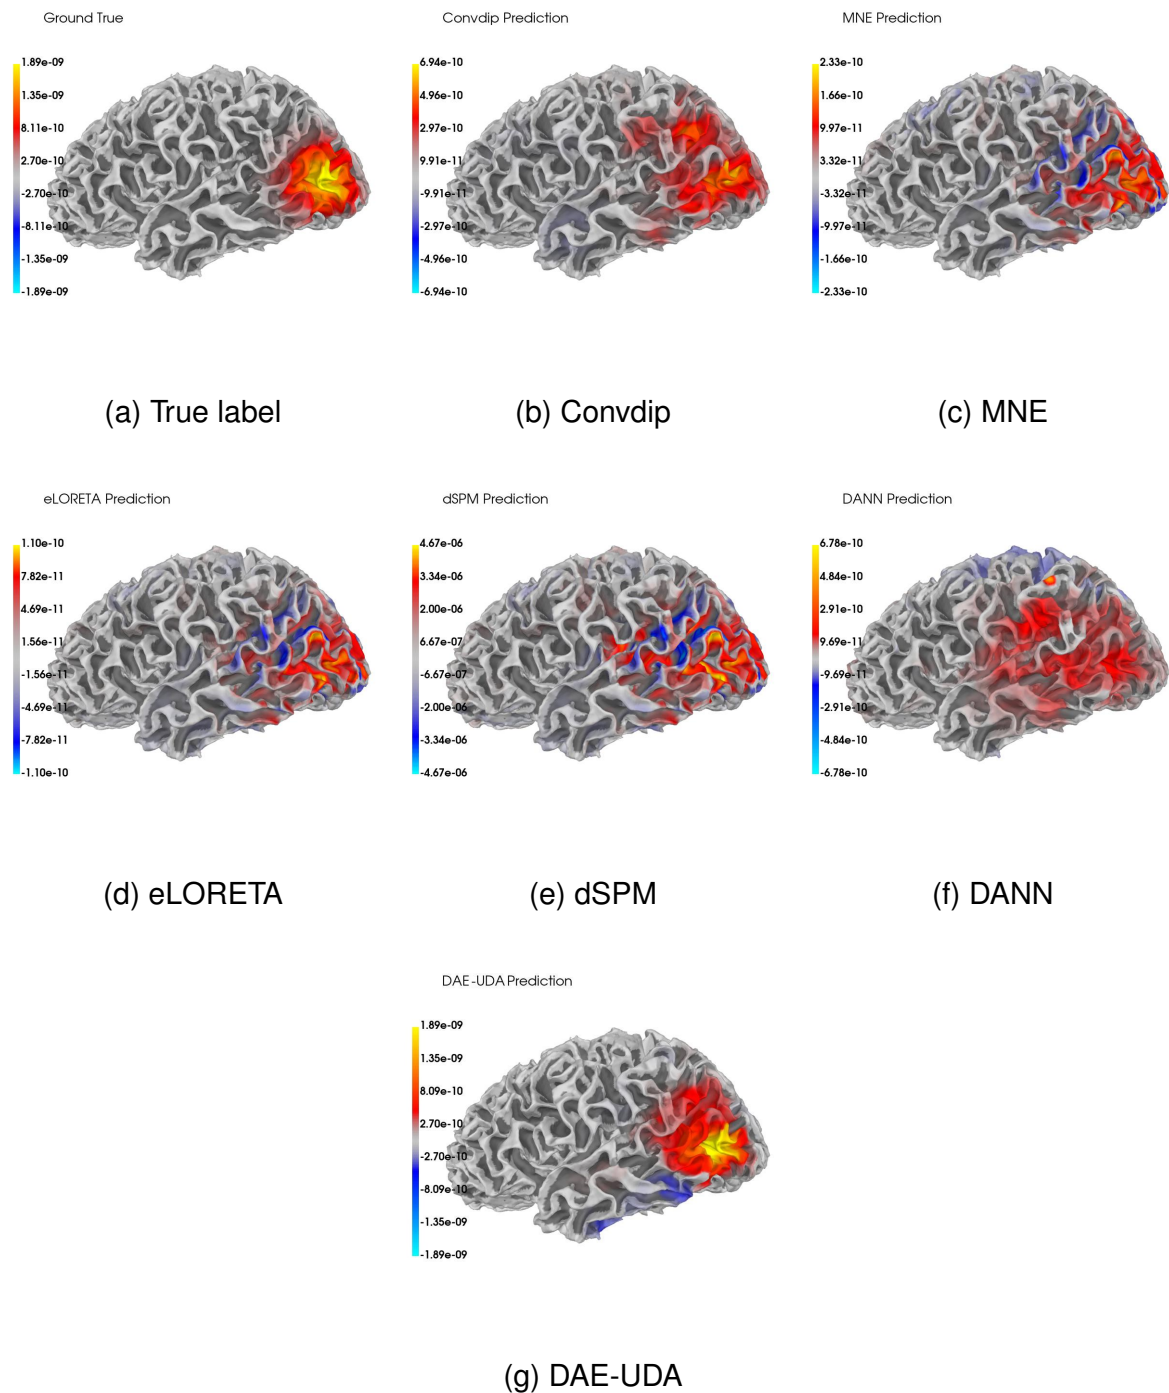 Ground True
1.89e-09
1.35e-09
8.11e-10
2.70e-10
-2.70e-10
-8.11e-10
-1.35e-09
-1.89e-09
(a) True label
Convdip Prediction
6.94e-10
4.96e-10
2.97e-10
9.91e-11
-9.91e-11
-2.97e-10
-4.96e-10
-6.94e-10
(b) Convdip
MNE Prediction
2.33e-10
1.66e-10
9.97e-11
3.32e-11
-3.32e-11
-9.97e-11
-1.66e-10
-2.33e-10
(c) MNE
eLORETA Prediction
1.10e-10
7.82e-11
4.69e-11
1.56e-11
-1.56e-11
-4.69e-11
-7.82e-11
-1.10e-10
(d) eLORETA
dSPM Prediction
4.67e-06
3.34e-06
2.00e-06
6.67e-07
-6.67e-07
-2.00e-06
-3.34e-06
-4.67e-06
(e) dSPM
DANN Prediction
6.78e-10
4.84e-10
2.91e-10
9.69e-11
-9.69e-11
-2.91e-10
-4.84e-10
-6.78e-10
(f) DANN
DAE-UDA Prediction
1.89e-09
1.35e-09
8.09e-10
2.70e-10
-2.70e-10
-8.09e-10
-1.35e-09
-1.89e-09
(g) DAE-UDA